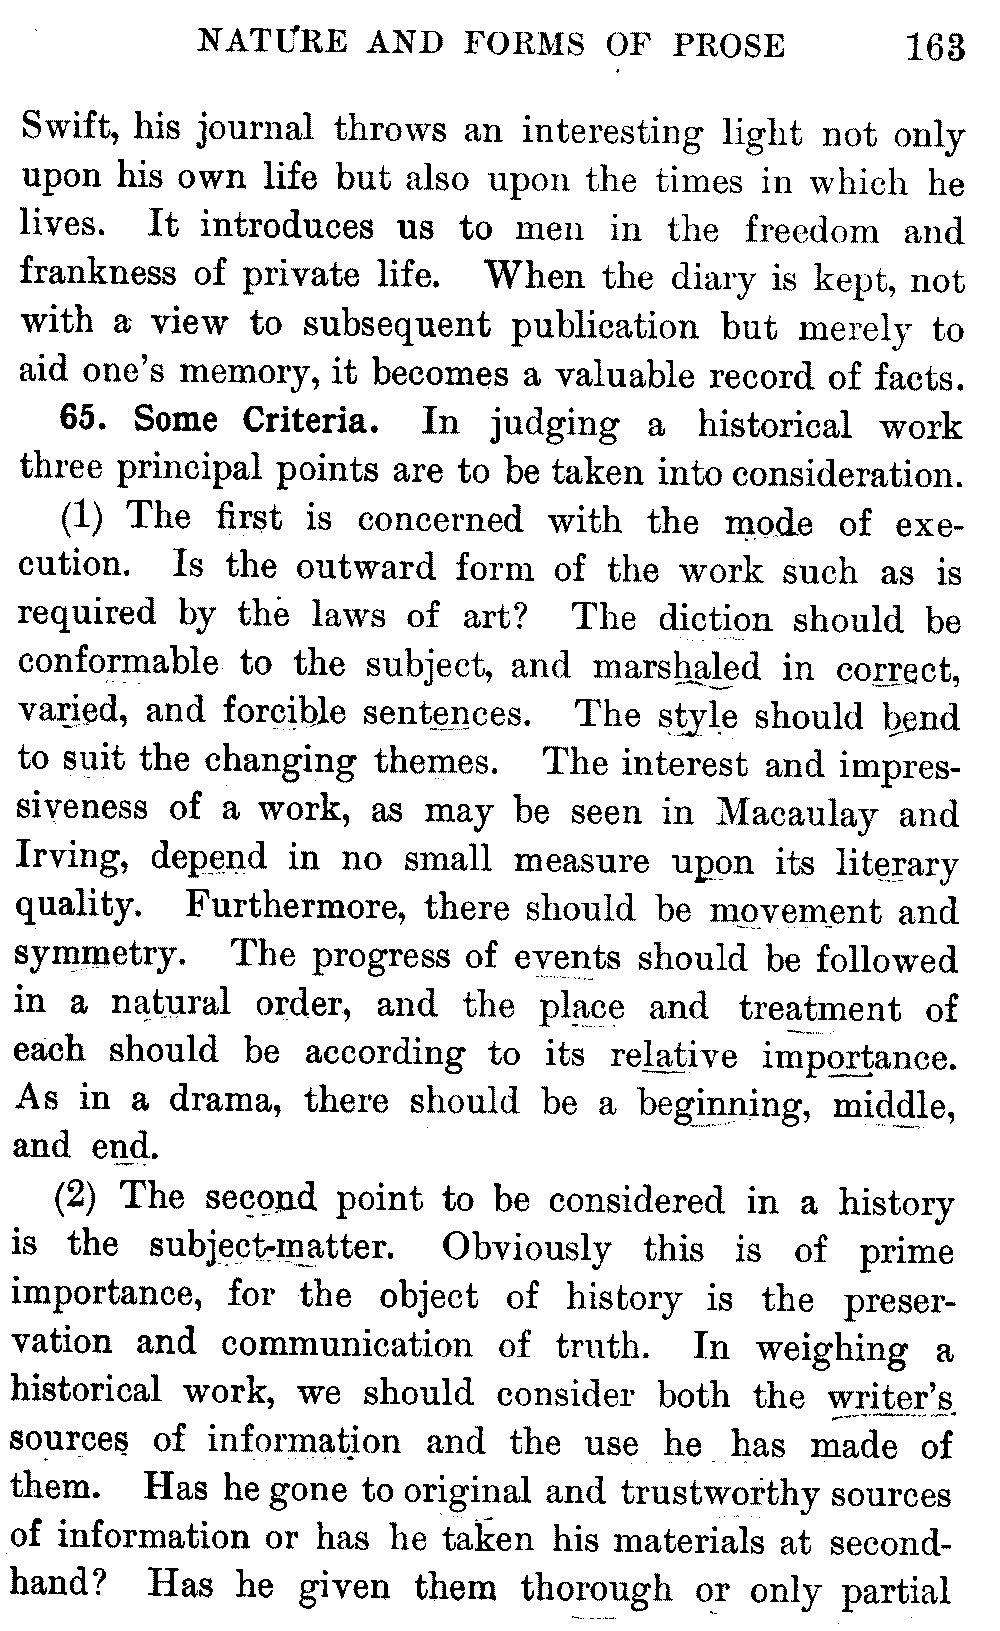 NATURE AND FORMS OF PROSE 163
Swift, his journal throws an interesting light not only
upon his own life but also upon the times in which he
lives. It introduces us to men in the freedom and
frankness of private life. When the diary is kept, not
with a view to subsequent publication but merely to
aid one's memory, it becomes a valuable record of facts.
65. Some Criteria. In judging a historical work
three principal points are to be taken into consideration.
(1) The first is concerned with the mode of exe-
cution. Is the outward form of the work such as is
required by the laws of art? The diction should be
conformable to the subject, and marshaled in correct,
varied, and forcible sentences. The style should bend
to suit the changing themes. The interest and impres-
siveness of a work, as may be seen in Macaulay and
Irving, depend in no small measure upon its literary
quality. Furthermore, there should be movement and
symmetry. The progress of events should be followed
in a natural order, and the place and treatment of
each should be according to its relative importance.
As in a drama, there should be a beginning, middle,
and end.
(2) The second point to be considered in a history
is the subject-matter. Obviously this is of prime
importance, for the object of history is the preser-
vation and communication of truth. In weighing a
historical work, we should consider both the writer's
sources of information and the use he has made of
them. Has he gone to original and trustworthy sources
of information or has he taken his materials at second-
hand? Has he given them thorough or only partial